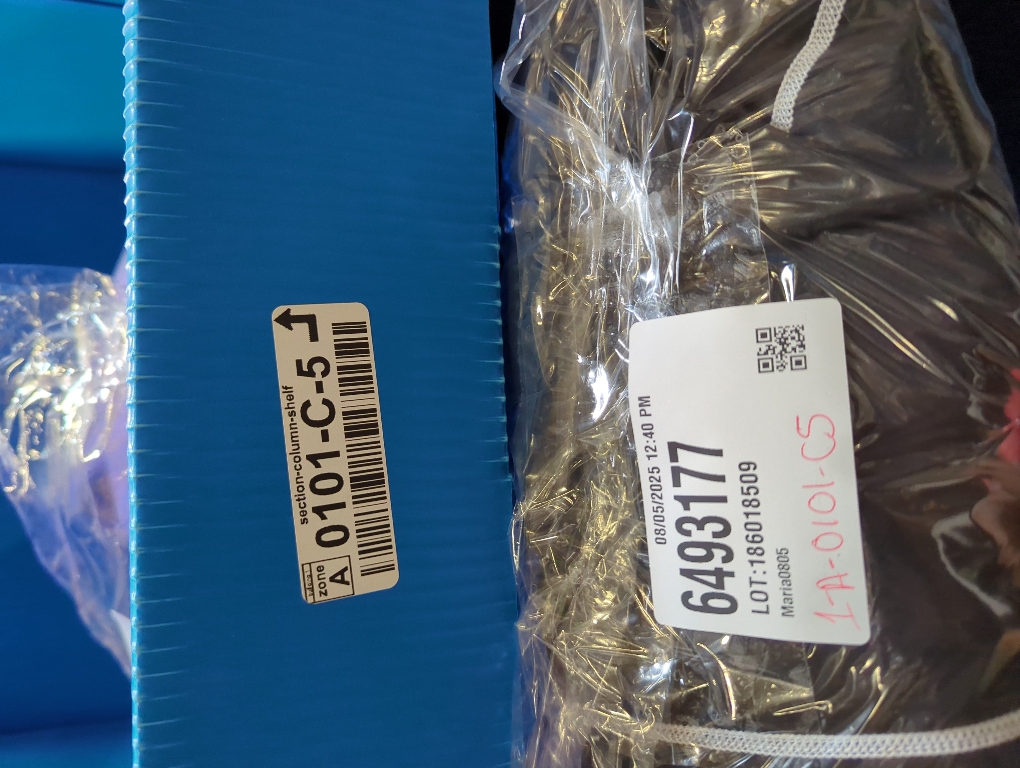 section-column-shelf
zone
A
0101-C-5
08/05/2025 12:40 PM
6493177
LOT:186018509
Maria0805
1-A-0101-C5